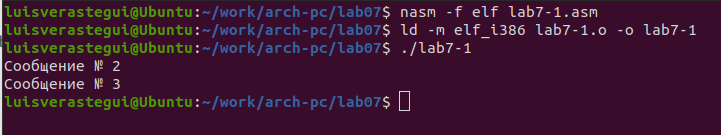 luisverastegui@Ubuntu:~/work/arch-pc/lab07$ nasm -f elf lab7-1.asm
luisverastegui@Ubuntu:~/work/arch-pc/lab07$ ld -m elf_i386 lab7-1.o -o lab7-1
luisverastegui@Ubuntu:~/work/arch-pc/lab07$ ./lab7-1
Сообщение № 2
Сообщение № 3
luisverastegui@Ubuntu:~/work/arch-pc/lab07$